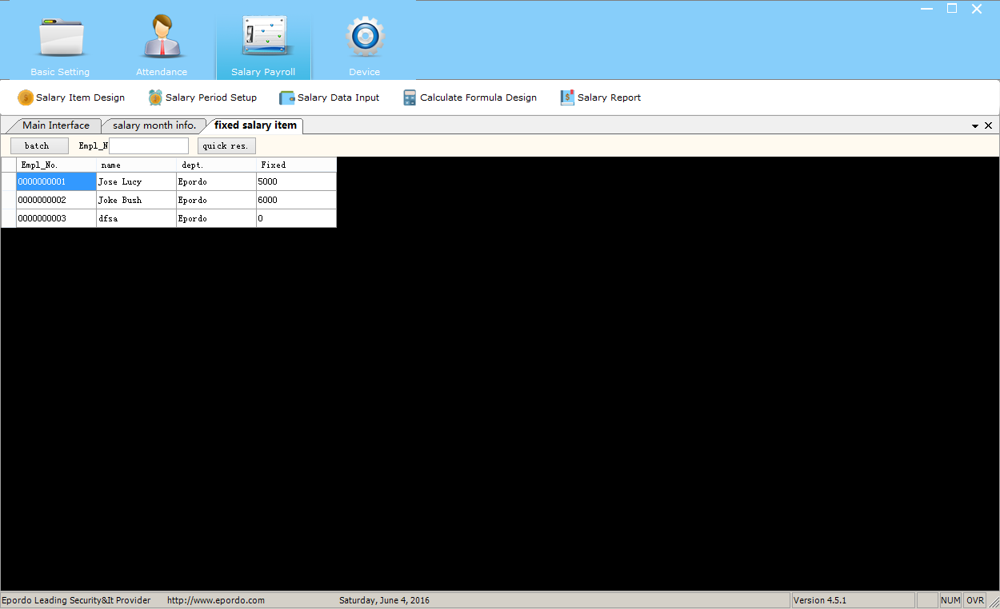 Basic Setting Attendance Salary Payroll Device
Salary Item Design Salary Period Setup Salary Data Input Calculate Formula Design Salary Report
Main Interface salary month info. fixed salary item
batch Empl_N quick res.
Empl_No. name dept. Fixed
0000000001 Jose Lucy Epordo 5000
0000000002 Joke Bush Epordo 6000
0000000003 dfsa Epordo 0
Epordo Leading Security&It Provider http://www.epordo.com Saturday, June 4, 2016 Version 4.5.1 NUM OVR